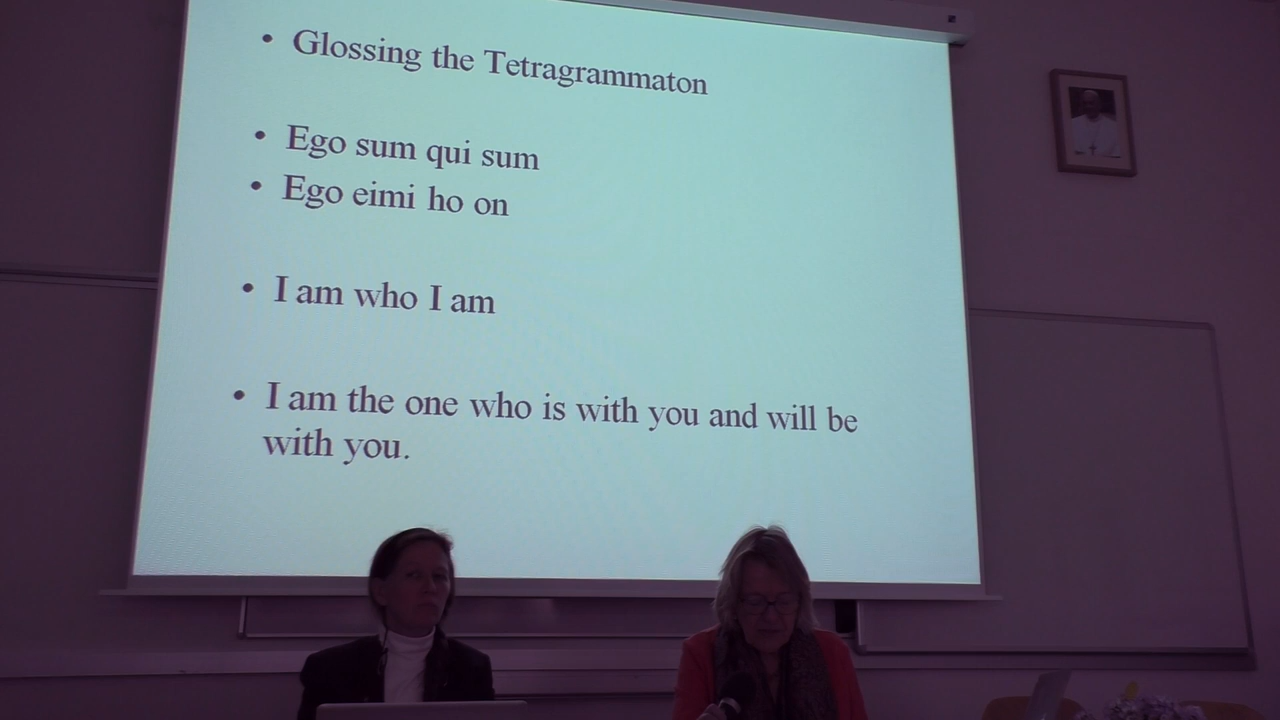 • Glossing the Tetragrammaton
• Ego sum qui sum
• Ego eimi ho on
• I am who I am
• I am the one who is with you and will be
with you.